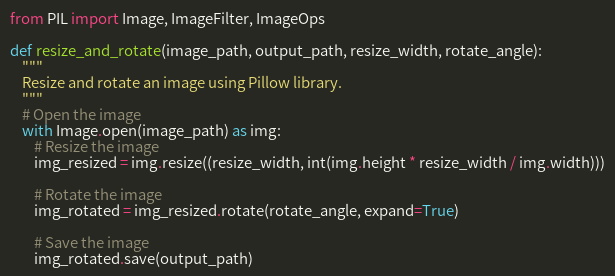 from PIL import Image, ImageFilter, ImageOps

def resize_and_rotate(image_path, output_path, resize_width, rotate_angle):
    """
    Resize and rotate an image using Pillow library.
    """
    # Open the image
    with Image.open(image_path) as img:
        # Resize the image
        img_resized = img.resize((resize_width, int(img.height * resize_width / img.width)))

        # Rotate the image
        img_rotated = img_resized.rotate(rotate_angle, expand=True)

        # Save the image
        img_rotated.save(output_path)